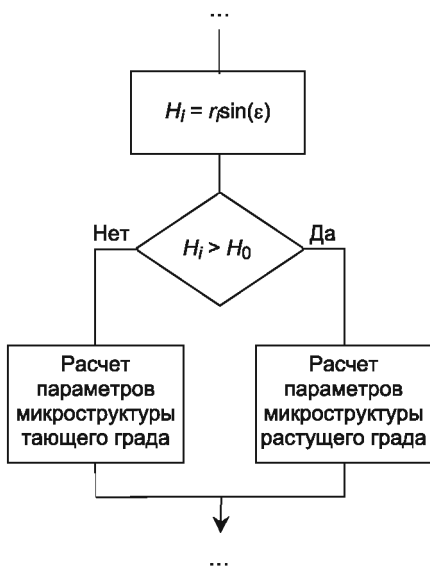 ...
Hᵢ = rᵢsin(ε)
Нет
Да
Hᵢ > H₀
Расчет
параметров
микроструктуры
тающего града
Расчет
параметров
микроструктуры
растущего града
...